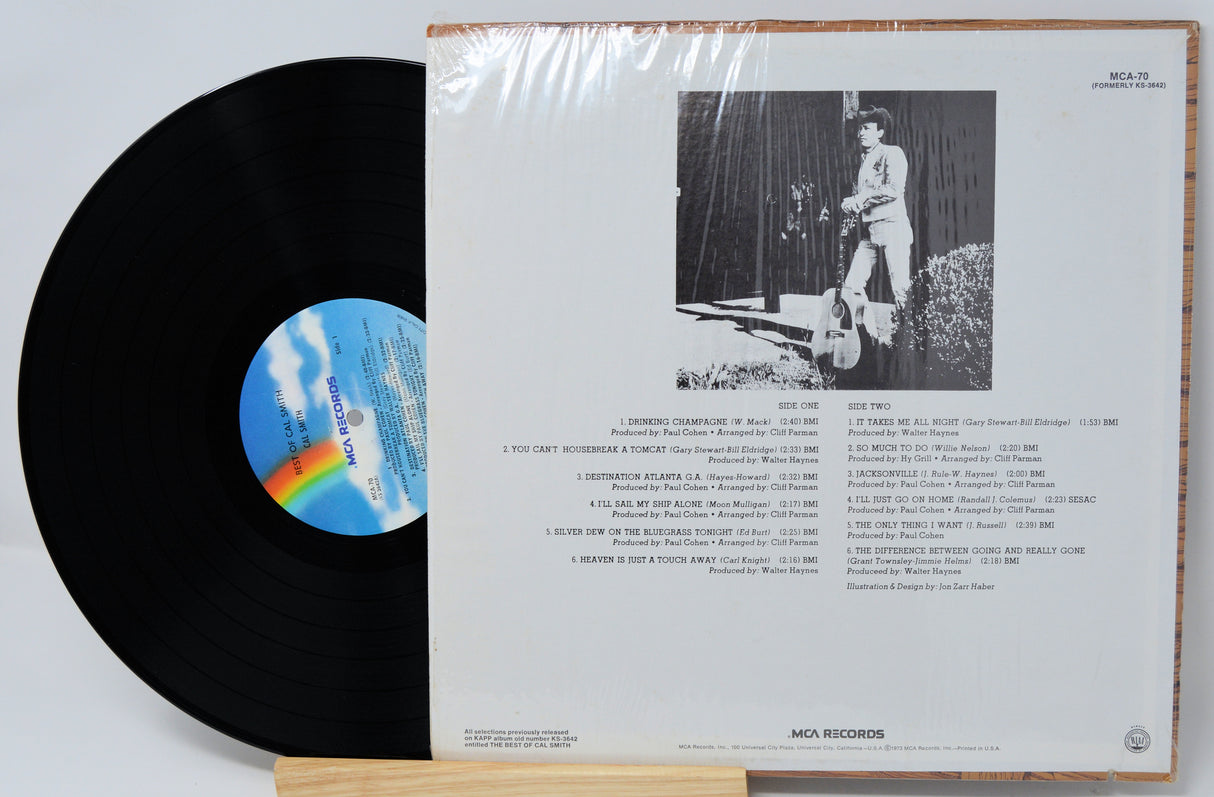 MCA-70
(FORMERLY KS-3642)
SIDE ONE
1. DRINKING CHAMPAGNE (W. Mack) (2:40) BMI
Produced by: Paul Cohen • Arranged by: Cliff Parman
2. YOU CAN'T HOUSEBREAK A TOMCAT (Gary Stewart-Bill Eldridge) (2:33) BMI
Produced by: Walter Haynes
3. DESTINATION ATLANTA G.A. (Hayes-Howard) (2:32) BMI
Produced by: Paul Cohen • Arranged by: Cliff Parman
4. I'LL SAIL MY SHIP ALONE (Moon Mulligan) (2:17) BMI
Produced by: Paul Cohen • Arranged by: Cliff Parman
5. SILVER DEW ON THE BLUEGRASS TONIGHT (Ed Burt) (2:25) BMI
Produced by: Paul Cohen • Arranged by: Cliff Parman
6. HEAVEN IS JUST A TOUCH AWAY (Carl Knight) (2:16) BMI
Produced by: Walter Haynes
SIDE TWO
1. IT TAKES ME ALL NIGHT (Gary Stewart-Bill Eldridge) (1:53) BMI
Produced by: Walter Haynes
2. SO MUCH TO DO (Willie Nelson) (2:20) BMI
Produced by: Hy Grill • Arranged by: Cliff Parman
3. JACKSONVILLE (J. Rule-W. Haynes) (2:00) BMI
Produced by: Paul Cohen • Arranged by: Cliff Parman
4. I'LL JUST GO ON HOME (Randall J. Colemus) (2:23) SESAC
Produced by: Paul Cohen • Arranged by: Cliff Parman
5. THE ONLY THING I WANT (J. Russell) (2:39) BMI
Produced by: Paul Cohen
6. THE DIFFERENCE BETWEEN GOING AND REALLY GONE
(Grant Townsley-Jimmie Helms) (2:18) BMI
Produceed by: Walter Haynes
Illustration & Design by: Jon Zarr Haber
All selections previously released
on KAPP album old number KS-3642
entitled THE BEST OF CAL SMITH
MCA RECORDS
MCA Records, Inc., 100 Universal City Plaza, Universal City, California – U.S.A. Ⓒ1973 MCA Records, Inc.—Printed in U.S.A.
BEST OF CAL SMITH
CAL SMITH
MCA RECORDS
MCA-70
Side 1